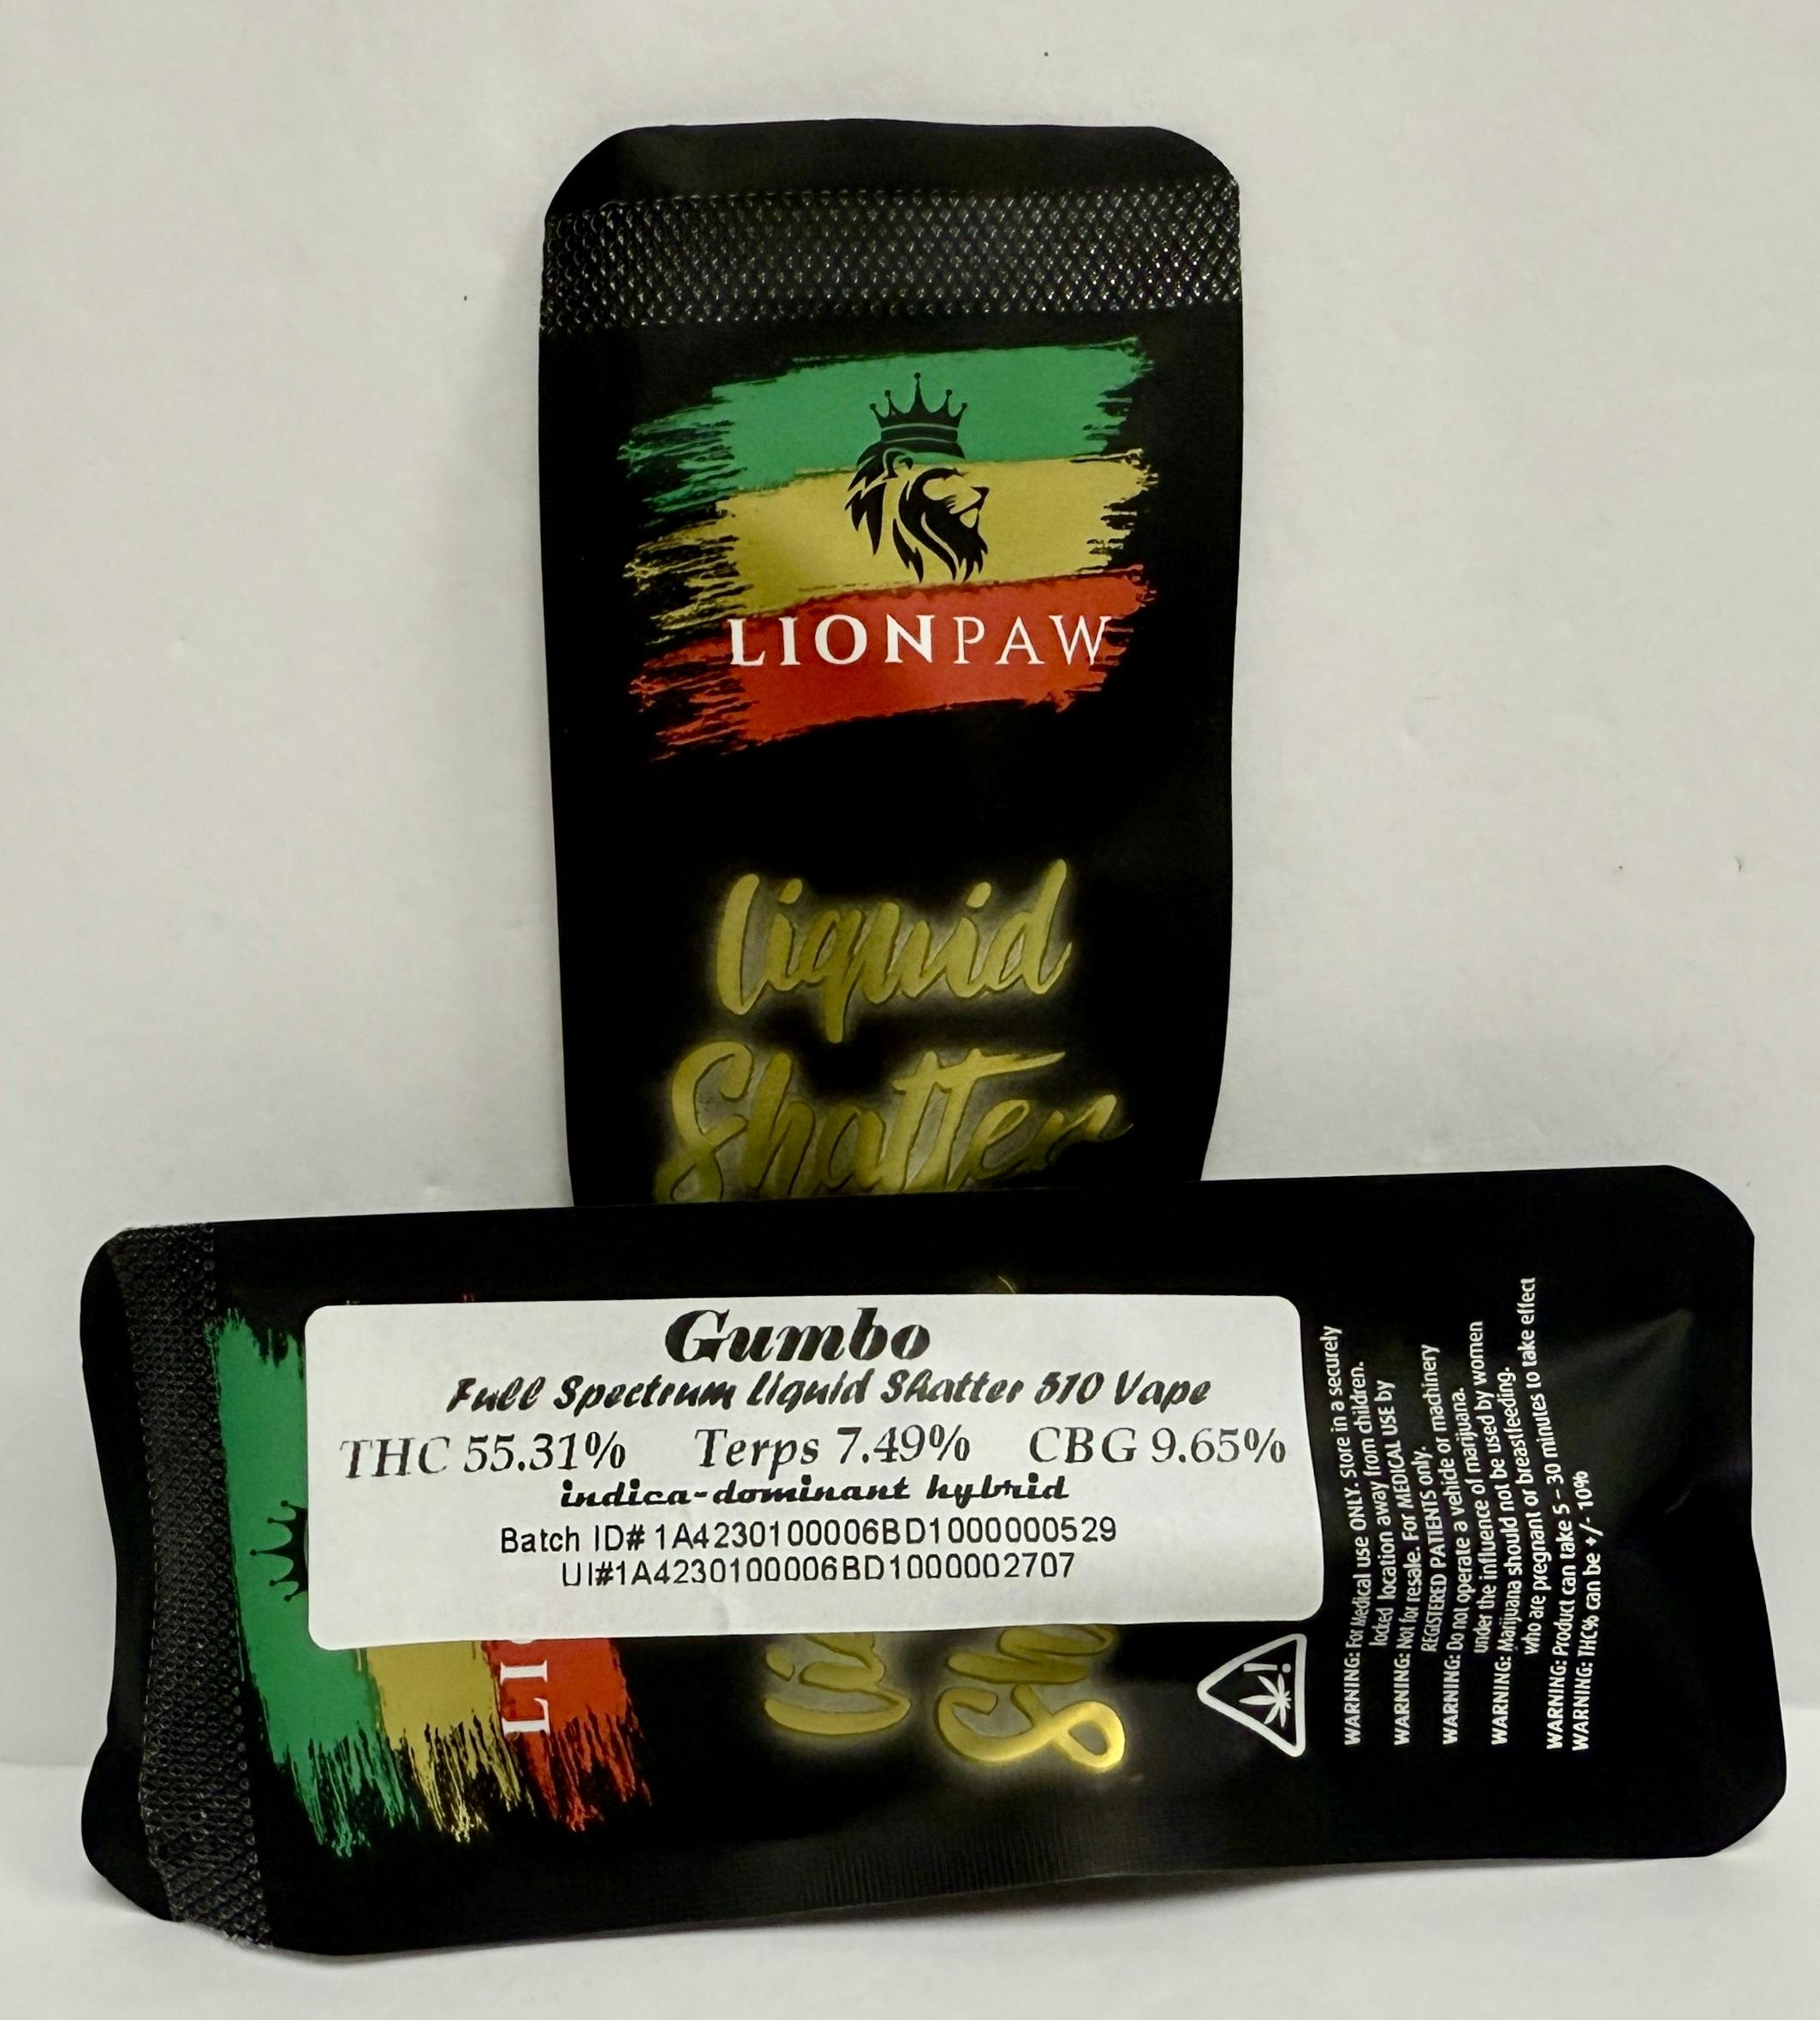 LIONPAW
Liquid
Shatter
Gumbo
Full Spectrum Liquid Shatter 510 Vape
THC 55.31% Terps 7.49% CBG 9.65%
indica-dominant hybrid
Batch ID# 1A4230100006BD1000000529
UI#1A4230100006BD1000002707
LI
WARNING: For Medical use ONLY. Store in a securely
locked location away from children.
WARNING: Not for resale. For MEDICAL USE by
REGISTERED PATIENTS only.
WARNING: Do not operate a vehicle or machinery
under the influence of marijuana.
WARNING: Marijuana should not be used by women
who are pregnant or breastfeeding.
WARNING: Product can take 5 - 30 minutes to take effect
WARNING: THC% can be +/- 10%